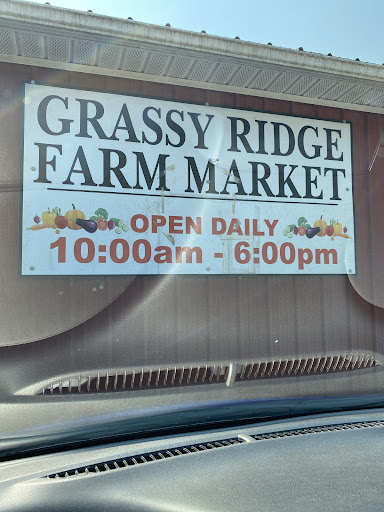 GRASSY RIDGE
FARM MARKET
OPEN DAILY
10:00am - 6:00pm